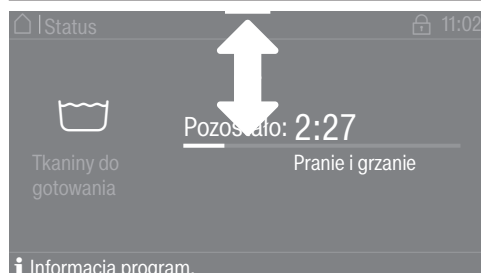 Status
11:02
Pozostało: 2:27
Tkaniny do
gotowania
Pranie i grzanie
i Informacja program.